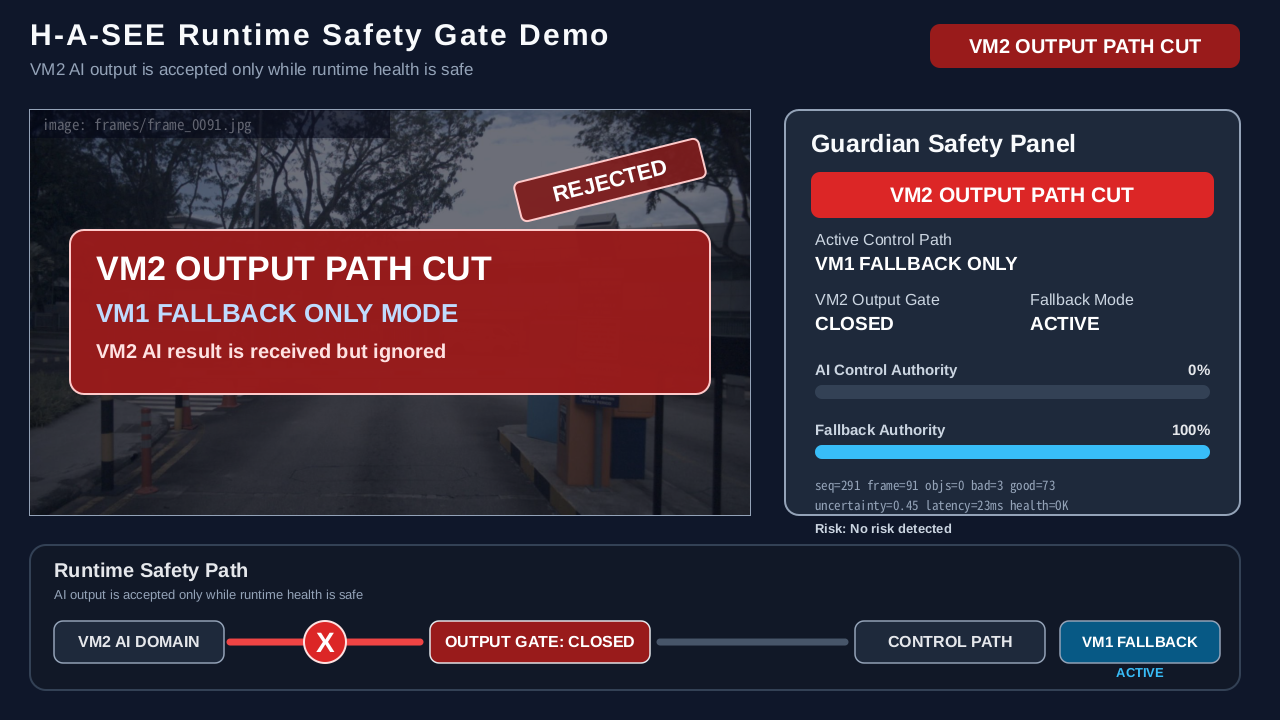 H-A-SEE Runtime Safety Gate Demo
VM2 AI output is accepted only while runtime health is safe
VM2 OUTPUT PATH CUT
image: frames/frame_0091.jpg
REJECTED
VM2 OUTPUT PATH CUT
VM1 FALLBACK ONLY MODE
VM2 AI result is received but ignored
Guardian Safety Panel
VM2 OUTPUT PATH CUT
Active Control Path
VM1 FALLBACK ONLY
VM2 Output Gate
CLOSED
Fallback Mode
ACTIVE
AI Control Authority 0%
Fallback Authority 100%
seq=291 frame=91 objs=0 bad=3 good=73
uncertainty=0.45 latency=23ms health=OK
Risk: No risk detected
Runtime Safety Path
AI output is accepted only while runtime health is safe
VM2 AI DOMAIN
X
OUTPUT GATE: CLOSED
CONTROL PATH
VM1 FALLBACK
ACTIVE